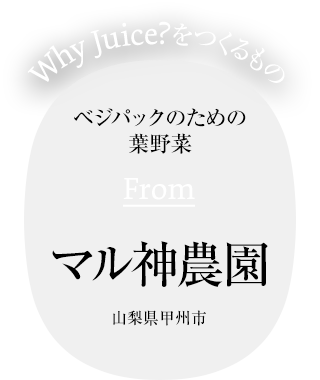 Why Juice?をつくるもの
ベジパックのための
葉野菜
From
マル神農園
山梨県甲州市